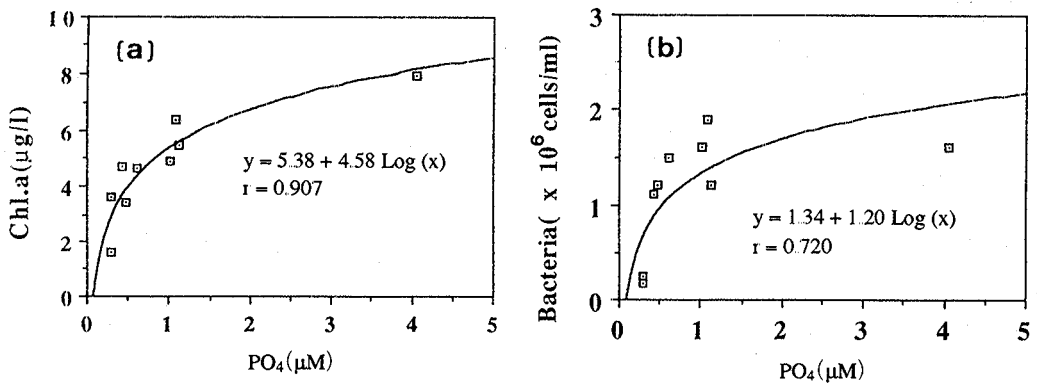 (a)
Chl.a(µg/l)
10
8
6
4
2
0
y = 5.38 + 4.58 Log (x)
r = 0.907
0 1 2 3 4 5
PO₄(µM)
(b)
Bacteria( x 10⁶ cells/ml)
3
2
1
0
y = 1.34 + 1.20 Log (x)
r = 0.720
0 1 2 3 4 5
PO₄(µM)